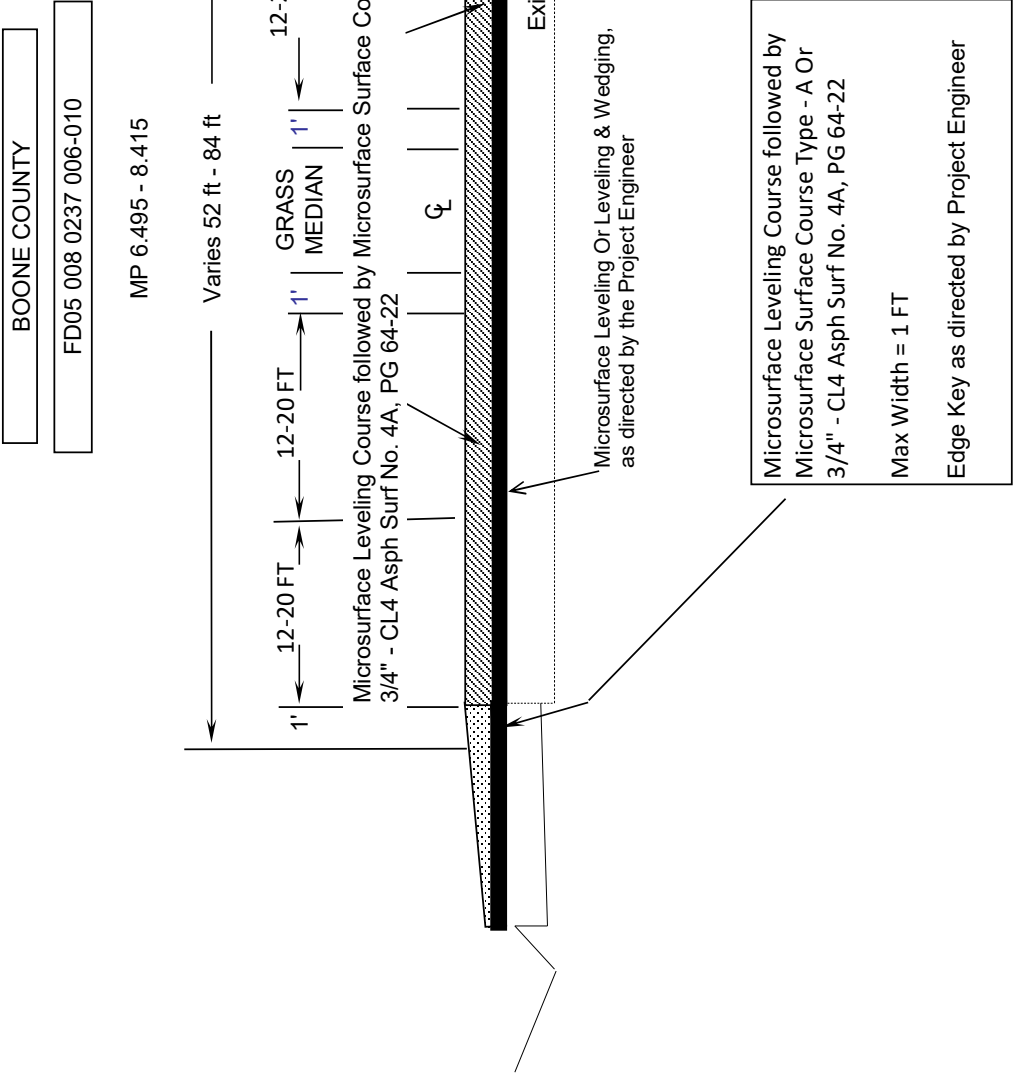 BOONE COUNTY
FD05 008 0237 006-010
MP 6.495 - 8.415
Varies 52 ft - 84 ft
1'
12-20 FT
12-20 FT
1'
GRASS
MEDIAN
1'
Microsurface Leveling Course followed by Microsurface Surface
3/4" - CL4 Asph Surf No. 4A, PG 64-22
CL
Microsurface Leveling Or Leveling & Wedging,
as directed by the Project Engineer
Microsurface Leveling Course followed by
Microsurface Surface Course Type - A Or
3/4" - CL4 Asph Surf No. 4A, PG 64-22
Max Width = 1 FT
Edge Key as directed by Project Engineer